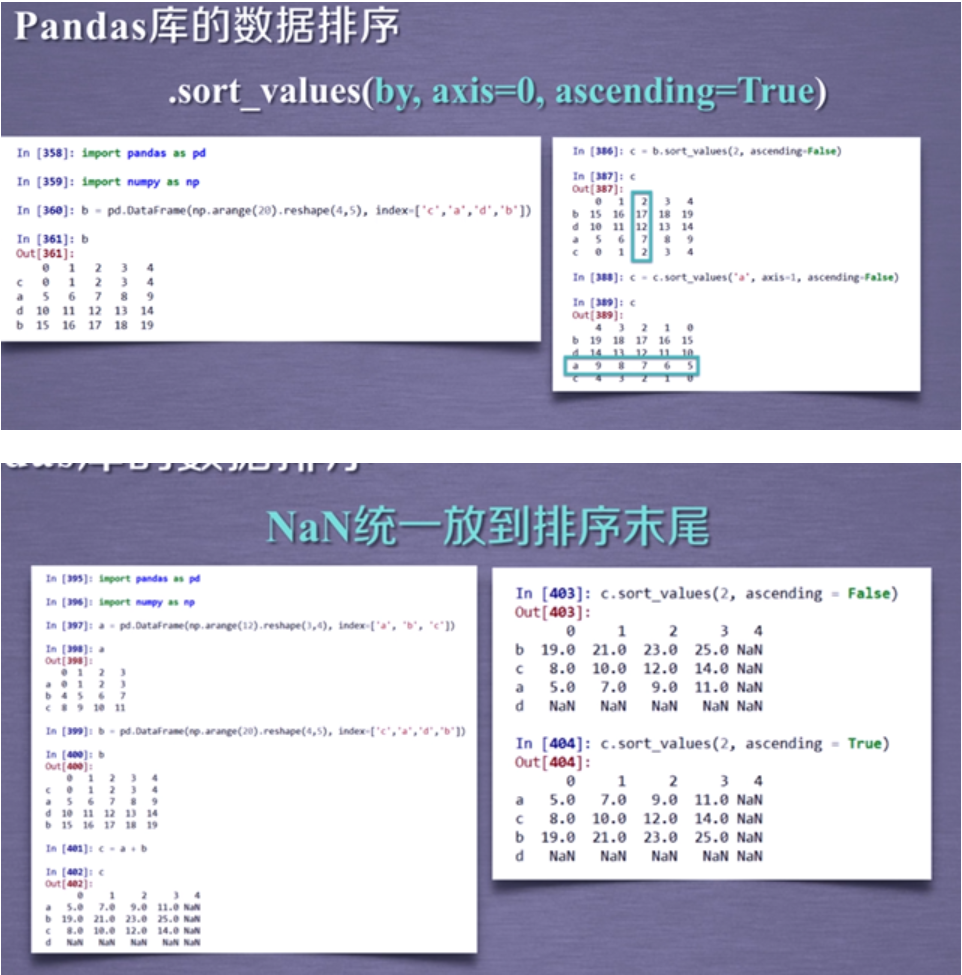 Pandas库的数据排序
.sort_values(by, axis=0, ascending=True)
In [358]: import pandas as pd
In [359]: import numpy as np
In [360]: b = pd.DataFrame(np.arange(20).reshape(4,5), index=['c','a','d','b'])
In [361]: b
Out[361]:
0 1 2 3 4
c 0 1 2 3 4
a 5 6 7 8 9
d 10 11 12 13 14
b 15 16 17 18 19
In [386]: c = b.sort_values(2, ascending=False)
In [387]: c
Out[387]:
0 1 2 3 4
b 15 16 17 18 19
d 10 11 12 13 14
a 5 6 7 8 9
c 0 1 2 3 4
In [388]: c = c.sort_values('a', axis=1, ascending=False)
In [389]: c
Out[389]:
4 3 2 1 0
b 19 18 17 16 15
d 14 13 12 11 10
a 9 8 7 6 5
c 4 3 2 1 0
das库的数据排序
NaN统一放到排序末尾
In [395]: import pandas as pd
In [396]: import numpy as np
In [397]: a = pd.DataFrame(np.arange(12).reshape(3,4), index=['a', 'b', 'c'])
In [398]: a
Out[398]:
0 1 2 3
a 0 1 2 3
b 4 5 6 7
c 8 9 10 11
In [399]: b = pd.DataFrame(np.arange(20).reshape(4,5), index=['c','a','d','b'])
In [400]: b
Out[400]:
0 1 2 3 4
c 0 1 2 3 4
a 5 6 7 8 9
d 10 11 12 13 14
b 15 16 17 18 19
In [401]: c = a + b
In [402]: c
Out[402]:
0 1 2 3 4
a 5.0 7.0 9.0 11.0 NaN
b 19.0 21.0 23.0 25.0 NaN
c 8.0 10.0 12.0 14.0 NaN
d NaN NaN NaN NaN NaN
In [403]: c.sort_values(2, ascending = False)
Out[403]:
0 1 2 3 4
b 19.0 21.0 23.0 25.0 NaN
c 8.0 10.0 12.0 14.0 NaN
a 5.0 7.0 9.0 11.0 NaN
d NaN NaN NaN NaN NaN
In [404]: c.sort_values(2, ascending = True)
Out[404]:
0 1 2 3 4
a 5.0 7.0 9.0 11.0 NaN
c 8.0 10.0 12.0 14.0 NaN
b 19.0 21.0 23.0 25.0 NaN
d NaN NaN NaN NaN NaN